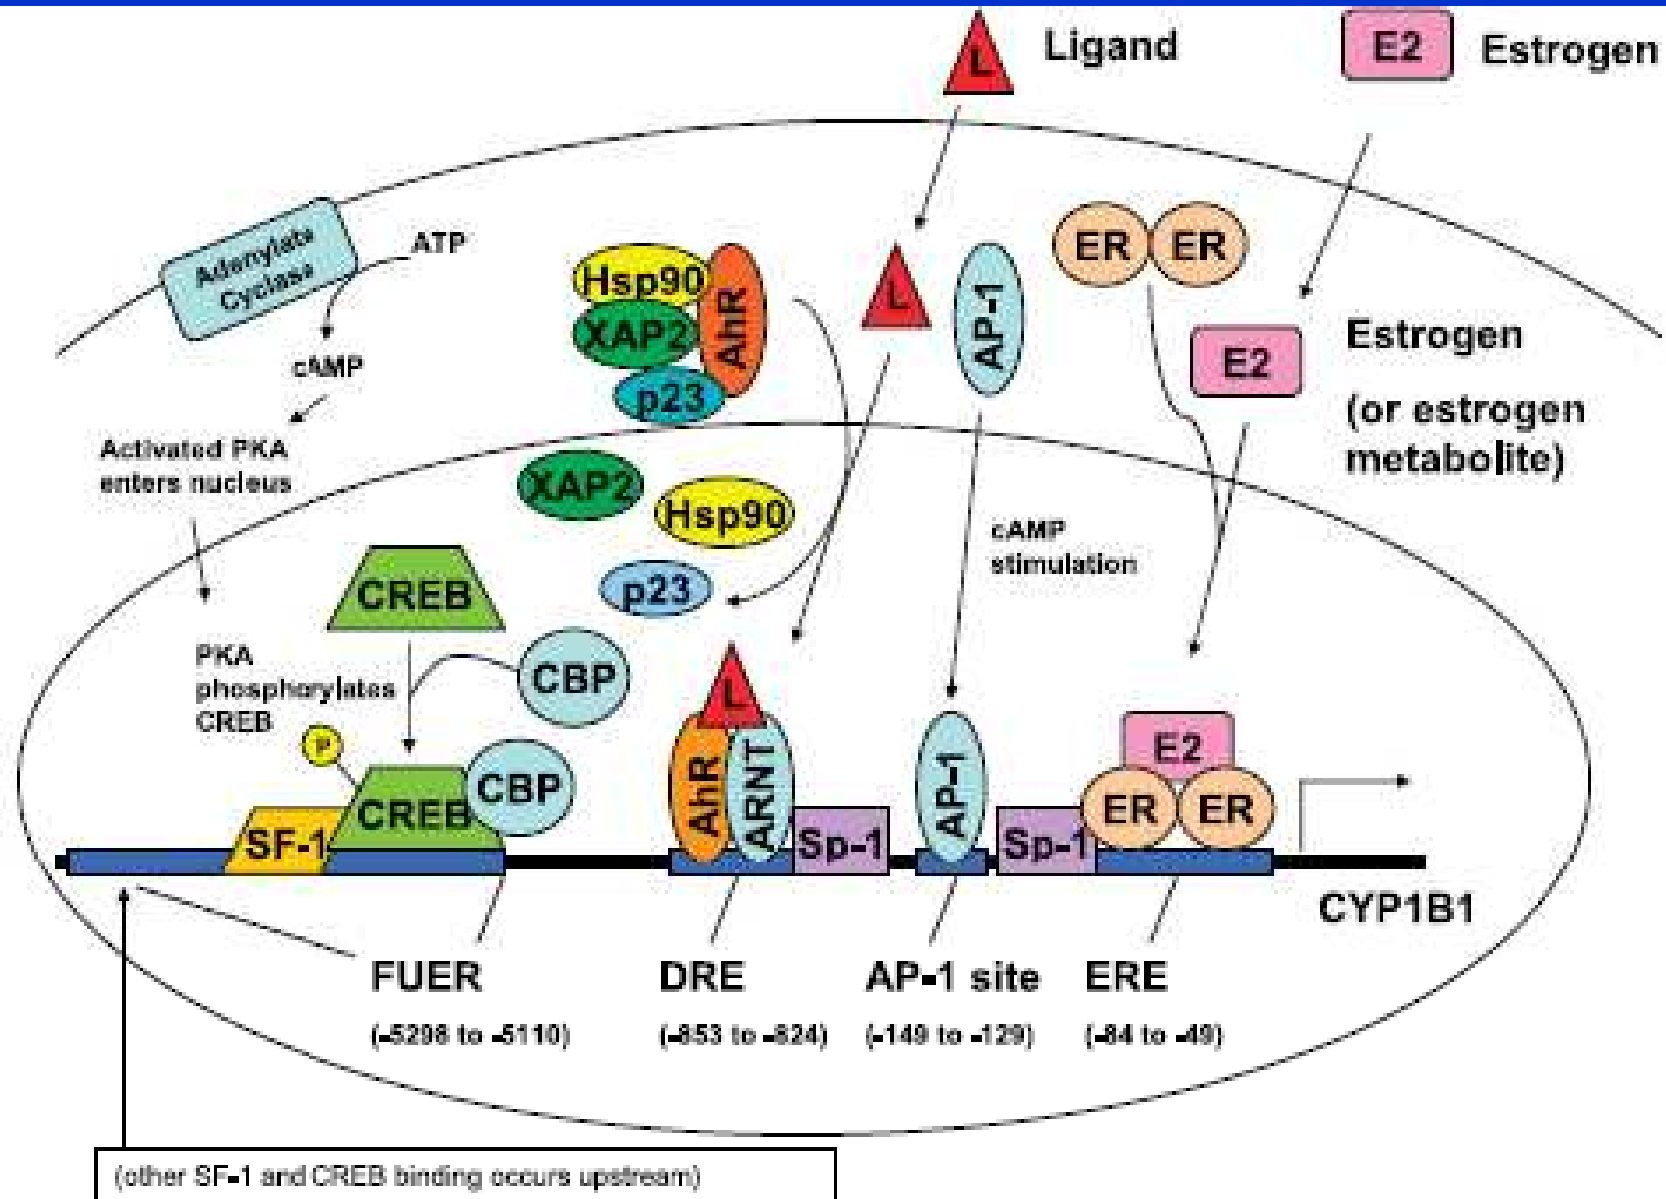 L
Ligand
E2
Estrogen
Adenylate
Cyclase
ATP
cAMP
Activated PKA
enters nucleus
Hsp90
XAP2
p23
AhR
L
AP-1
ER
ER
E2
Estrogen
(or estrogen
metabolite)
XAP2
Hsp90
p23
cAMP
stimulation
CREB
CBP
PKA
phosphorylates
CREB
P
SF-1
CREB
CBP
L
AhR
ARNT
Sp-1
AP-1
Sp-1
E2
ER
ER
CYP1B1
FUER
(-5298 to -5110)
DRE
(-853 to -824)
AP-1 site
(-149 to -129)
ERE
(-84 to -49)
(other SF-1 and CREB binding occurs upstream)